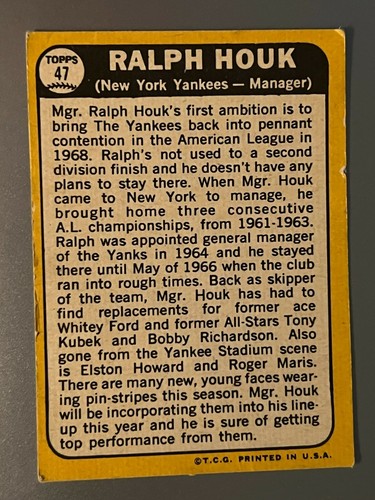 TOPPS
47
RALPH HOUK
(New York Yankees — Manager)
Mgr. Ralph Houk's first ambition is to
bring The Yankees back into pennant
contention in the American League in
1968. Ralph's not used to a second
division finish and he doesn't have any
plans to stay there. When Mgr. Houk
came to New York to manage, he
brought home three consecutive
A.L. championships, from 1961-1963.
Ralph was appointed general manager
of the Yanks in 1964 and he stayed
there until May of 1966 when the club
ran into rough times. Back as skipper
of the team, Mgr. Houk has had to
find replacements for former ace
Whitey Ford and former All-Stars Tony
Kubek and Bobby Richardson. Also
gone from the Yankee Stadium scene
is Elston Howard and Roger Maris.
There are many new, young faces wear-
ing pin-stripes this season. Mgr. Houk
will be incorporating them into his line-
up this year and he is sure of getting
top performance from them.
©T.C.G. PRINTED IN U.S.A.